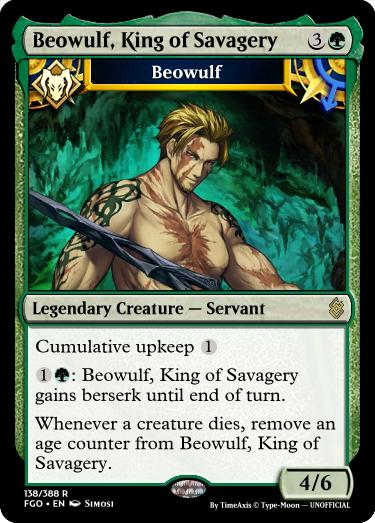 Beowulf, King of Savagery 3
Beowulf
Legendary Creature — Servant
Cumulative upkeep 1
1 : Beowulf, King of Savagery
gains berserk until end of turn.
Whenever a creature dies, remove an
age counter from Beowulf, King of
Savagery.
4/6
138/388 R
FGO • EN Simosi
By TimeAxis © Type-Moon — UNOFFICIAL